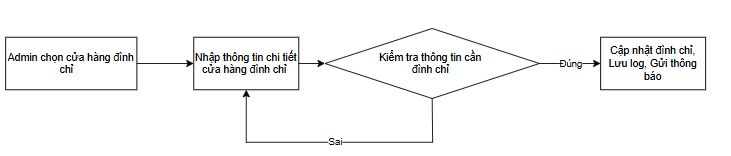 Admin chọn cửa hàng đình
chỉ
Nhập thông tin chi tiết
cửa hàng đình chỉ
Kiểm tra thông tin cần
đình chỉ
Đúng
Cập nhật đình chỉ,
Lưu log, Gửi thông
báo
Sai